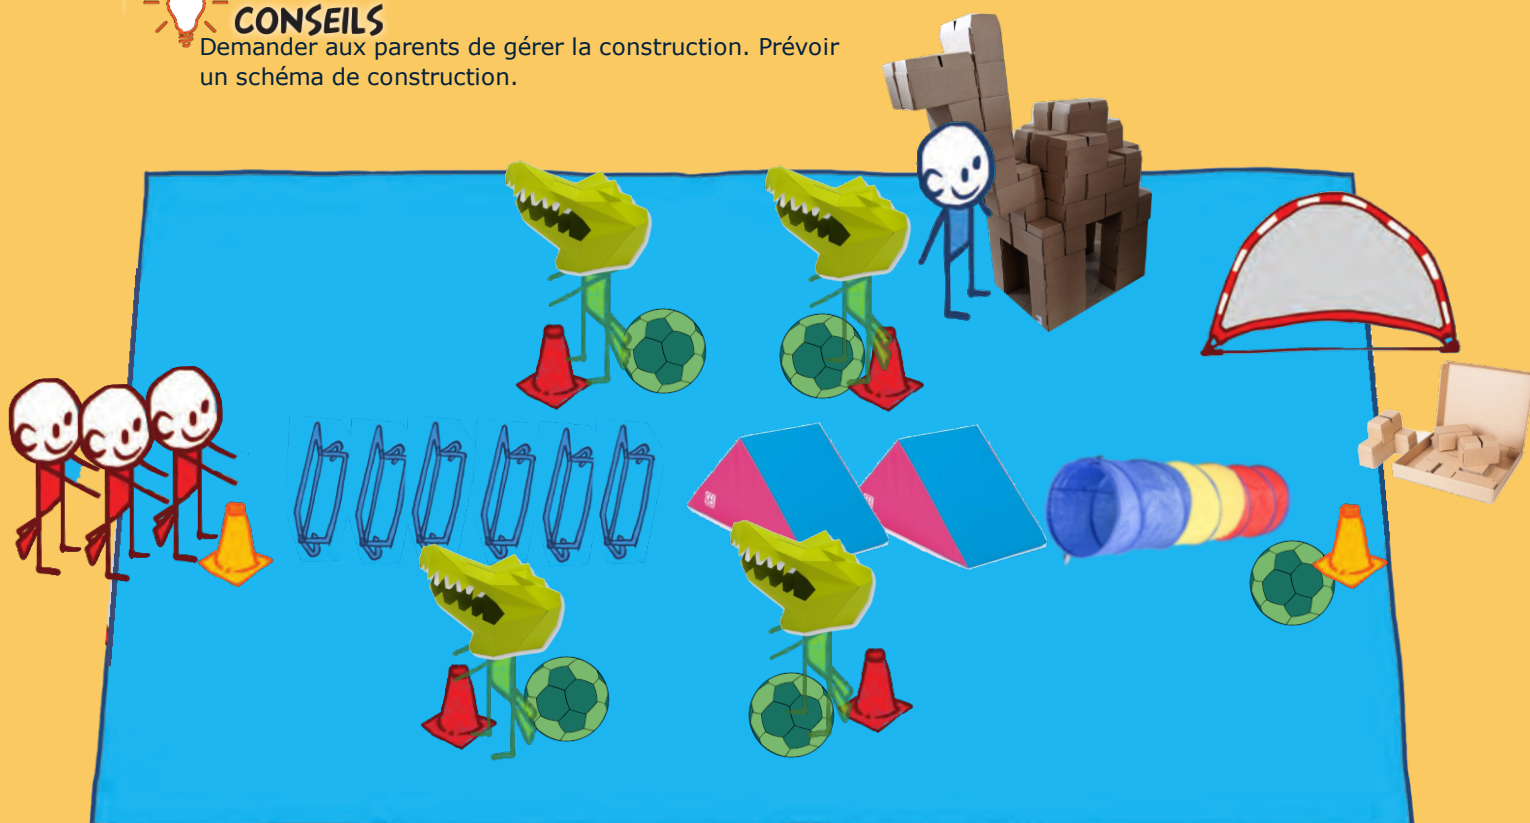 CONSEILS
Demander aux parents de gérer la construction. Prévoir
un schéma de construction.